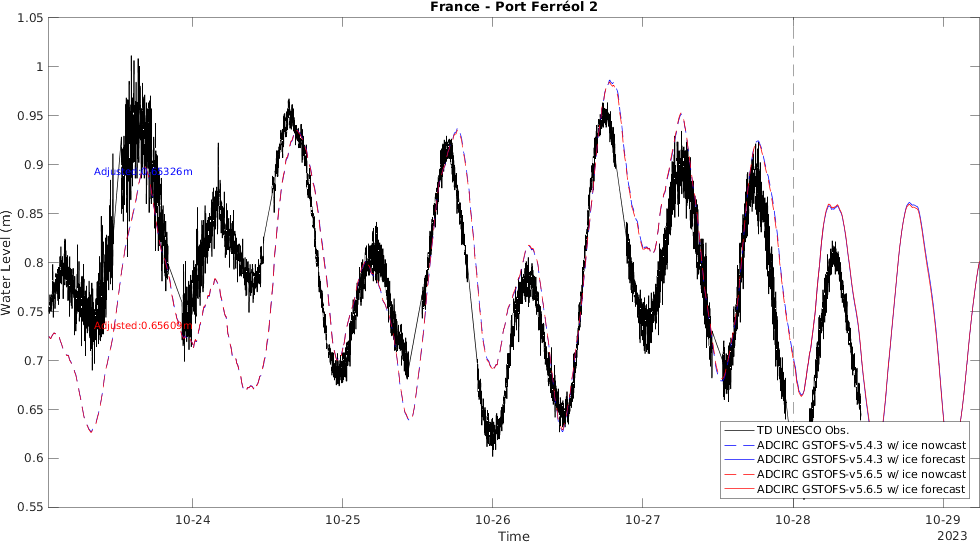 France - Port Ferréol 2
1.05
1
0.95
0.9
0.85
0.8
0.75
0.7
0.65
0.6
0.55
Water Level (m)
Adjusted:0.65326m
Adjusted:0.65609m
TD UNESCO Obs.
ADCIRC GSTOFS-v5.4.3 w/ ice nowcast
ADCIRC GSTOFS-v5.4.3 w/ ice forecast
ADCIRC GSTOFS-v5.6.5 w/ ice nowcast
ADCIRC GSTOFS-v5.6.5 w/ ice forecast
10-24
10-25
10-26
10-27
10-28
10-29
2023
Time